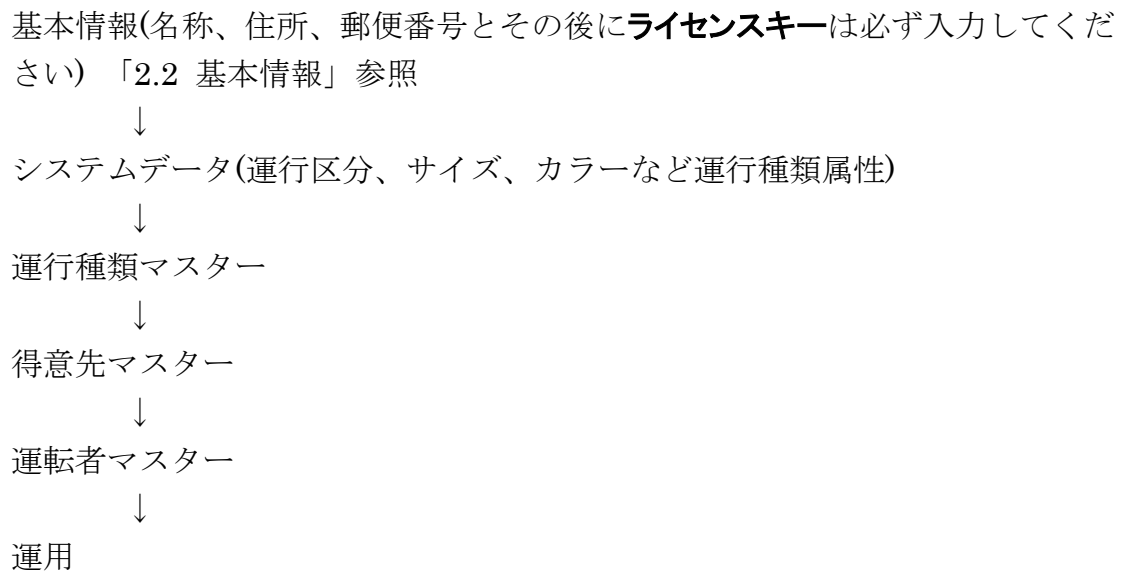 基本情報(名称、住所、郵便番号とその後にライセンスキーは必ず入力してくだ
さい) 「2.2 基本情報」参照
↓
システムデータ(運行区分、サイズ、カラーなど運行種類属性)
↓
運行種類マスター
↓
得意先マスター
↓
運転者マスター
↓
運用